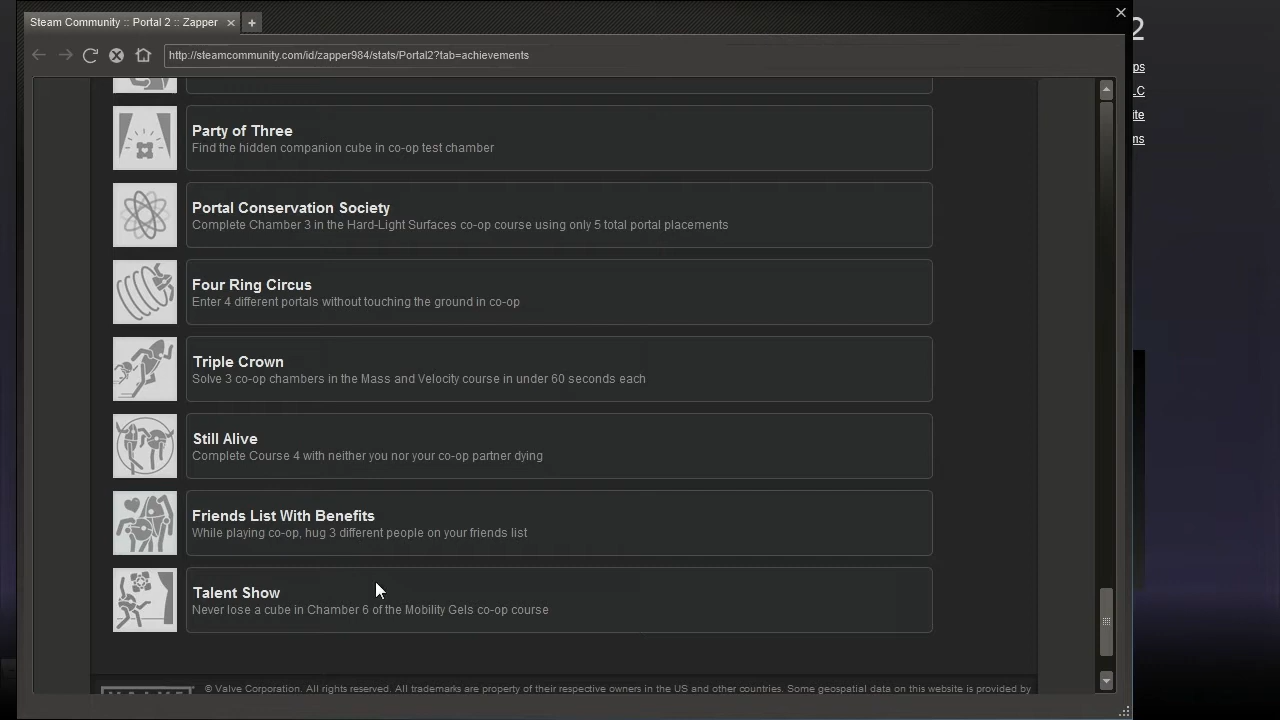 Steam Community :: Portal 2 :: Zapper
2
http://steamcommunity.com/id/zapper984/stats/Portal2?tab=achievements
ps
LC
ite
ms
Party of Three
Find the hidden companion cube in co-op test chamber
Portal Conservation Society
Complete Chamber 3 in the Hard-Light Surfaces co-op course using only 5 total portal placements
Four Ring Circus
Enter 4 different portals without touching the ground in co-op
Triple Crown
Solve 3 co-op chambers in the Mass and Velocity course in under 60 seconds each
Still Alive
Complete Course 4 with neither you nor your co-op partner dying
Friends List With Benefits
While playing co-op, hug 3 different people on your friends list
Talent Show
Never lose a cube in Chamber 6 of the Mobility Gels co-op course
VALVE
© Valve Corporation. All rights reserved. All trademarks are property of their respective owners in the US and other countries. Some geospatial data on this website is provided by